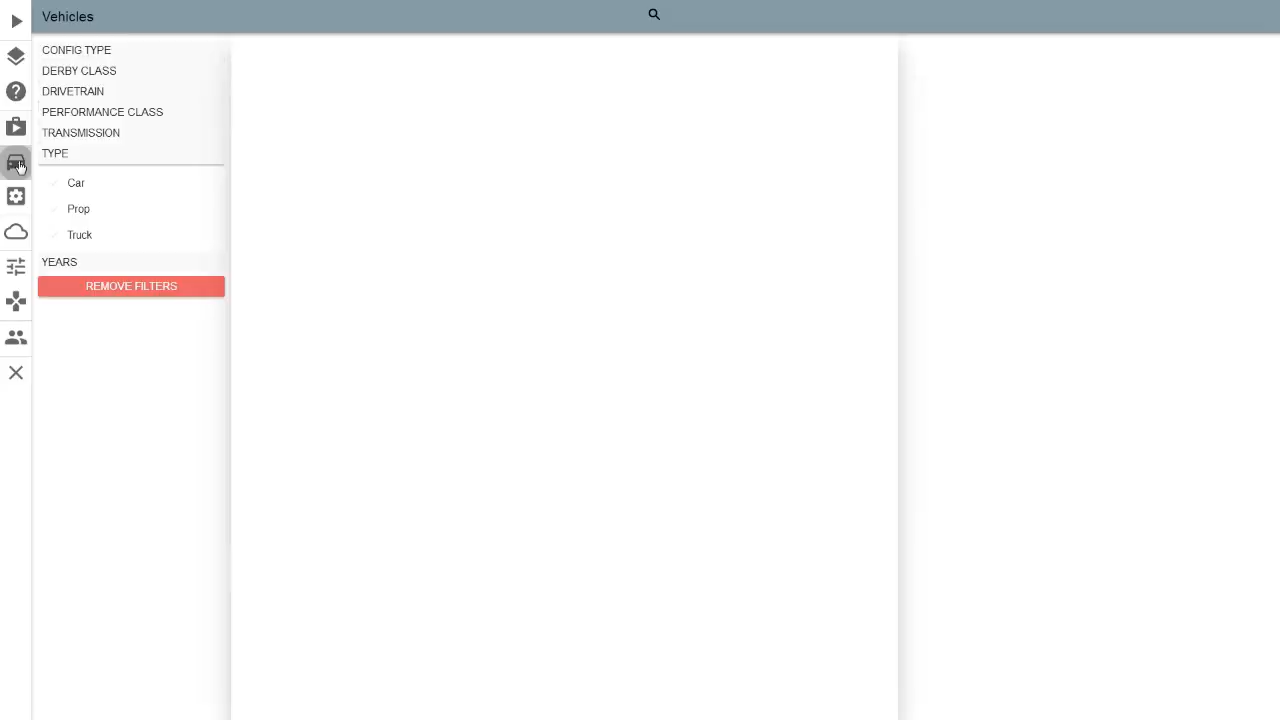 Vehicles
CONFIG TYPE
DERBY CLASS
DRIVETRAIN
PERFORMANCE CLASS
TRANSMISSION
TYPE
Car
Prop
Truck
YEARS
REMOVE FILTERS